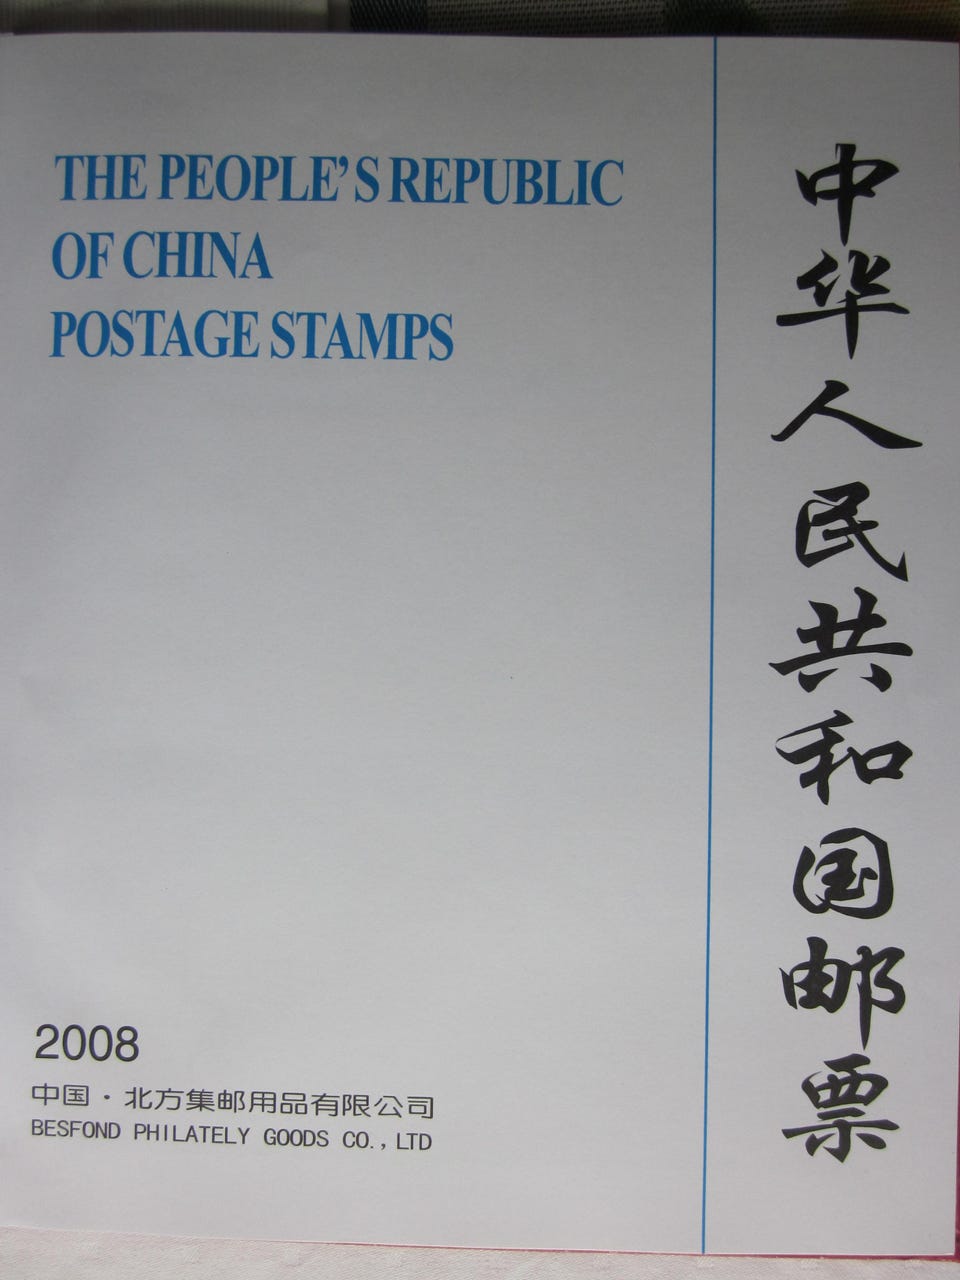 THE PEOPLE'S REPUBLIC
OF CHINA
POSTAGE STAMPS
中华人民共和国邮票
2008
中国·北方集邮用品有限公司
BESFOND PHILATELY GOODS CO., LTD